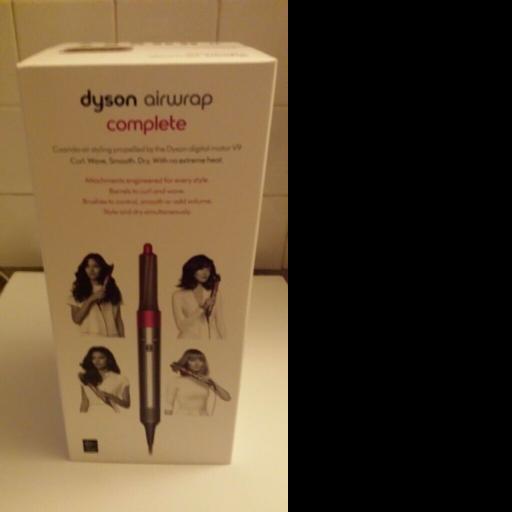 dyson airwrap
complete
Coanda air styling propelled by the Dyson digital motor V9
Curl. Wave. Smooth. Dry. With no extreme heat.
Attachments engineered for every style.
Barrels to curl and wave.
Brushes to control, smooth or add volume.
Style and dry simultaneously.